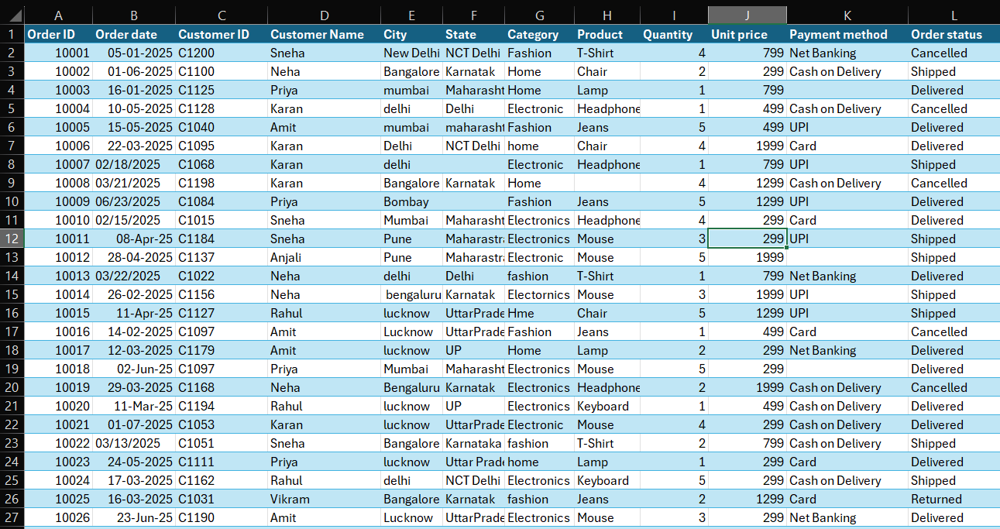 A B C D E F G H I J K L
1 Order ID Order date Customer ID Customer Name City State Category Product Quantity Unit price Payment method Order status
2 10001 05-01-2025 C1200 Sneha New Delhi NCT Delhi Fashion T-Shirt 4 799 Net Banking Cancelled
3 10002 01-06-2025 C1100 Neha Bangalore Karnatak Home Chair 2 299 Cash on Delivery Shipped
4 10003 16-01-2025 C1125 Priya mumbai Maharasht Home Lamp 1 799 Delivered
5 10004 10-05-2025 C1128 Karan delhi Delhi Electronic Headphone 1 499 Cash on Delivery Cancelled
6 10005 15-05-2025 C1040 Amit mumbai maharasht Fashion Jeans 5 499 UPI Delivered
7 10006 22-03-2025 C1095 Karan Delhi NCT Delhi home Chair 4 1999 Card Delivered
8 10007 02/18/2025 C1068 Karan delhi Electronic Headphone 1 799 UPI Shipped
9 10008 03/21/2025 C1198 Karan Bangalore Karnatak Home 4 1299 Cash on Delivery Cancelled
10 10009 06/23/2025 C1084 Priya Bombay Fashion Jeans 5 1299 UPI Delivered
11 10010 02/15/2025 C1015 Sneha Mumbai Maharasht Electronics Headphone 4 299 Card Delivered
12 10011 08-Apr-25 C1184 Sneha Pune Maharastr Electronics Mouse 3 299 UPI Shipped
13 10012 28-04-2025 C1137 Anjali Pune Maharastr Electronic Mouse 5 1999 Shipped
14 10013 03/22/2025 C1022 Neha delhi Delhi fashion T-Shirt 1 799 Net Banking Delivered
15 10014 26-02-2025 C1156 Neha bengaluru Karnatak Electornics Mouse 3 1999 UPI Shipped
16 10015 11-Apr-25 C1127 Rahul lucknow UttarPrade Hme Chair 5 1299 UPI Shipped
17 10016 14-02-2025 C1097 Amit Lucknow UttarPrade Fashion Jeans 1 499 Card Cancelled
18 10017 12-03-2025 C1179 Amit lucknow UP Home Lamp 2 299 Net Banking Delivered
19 10018 02-Jun-25 C1097 Priya Mumbai Maharasht Electronics Mouse 5 299 Delivered
20 10019 29-03-2025 C1168 Neha Bengaluru Karnatak Electronics Headphone 2 1999 Cash on Delivery Cancelled
21 10020 11-Mar-25 C1194 Rahul lucknow UP Electronics Keyboard 1 499 Cash on Delivery Delivered
22 10021 01-07-2025 C1053 Karan lucknow UttarPrade Electronic Mouse 4 299 Cash on Delivery Delivered
23 10022 03/13/2025 C1051 Sneha Bangalore Karnataka fashion T-Shirt 2 799 Cash on Delivery Shipped
24 10023 24-05-2025 C1111 Priya lucknow Uttar Prade home Lamp 1 299 Card Delivered
25 10024 17-03-2025 C1162 Rahul delhi NCT Delhi Electronics Keyboard 5 299 Cash on Delivery Shipped
26 10025 16-03-2025 C1031 Vikram Bangalore Karnatak fashion Jeans 2 1299 Card Returned
27 10026 23-Jun-25 C1190 Amit Lucknow UttarPrade Electronics Mouse 3 299 Net Banking Delivered